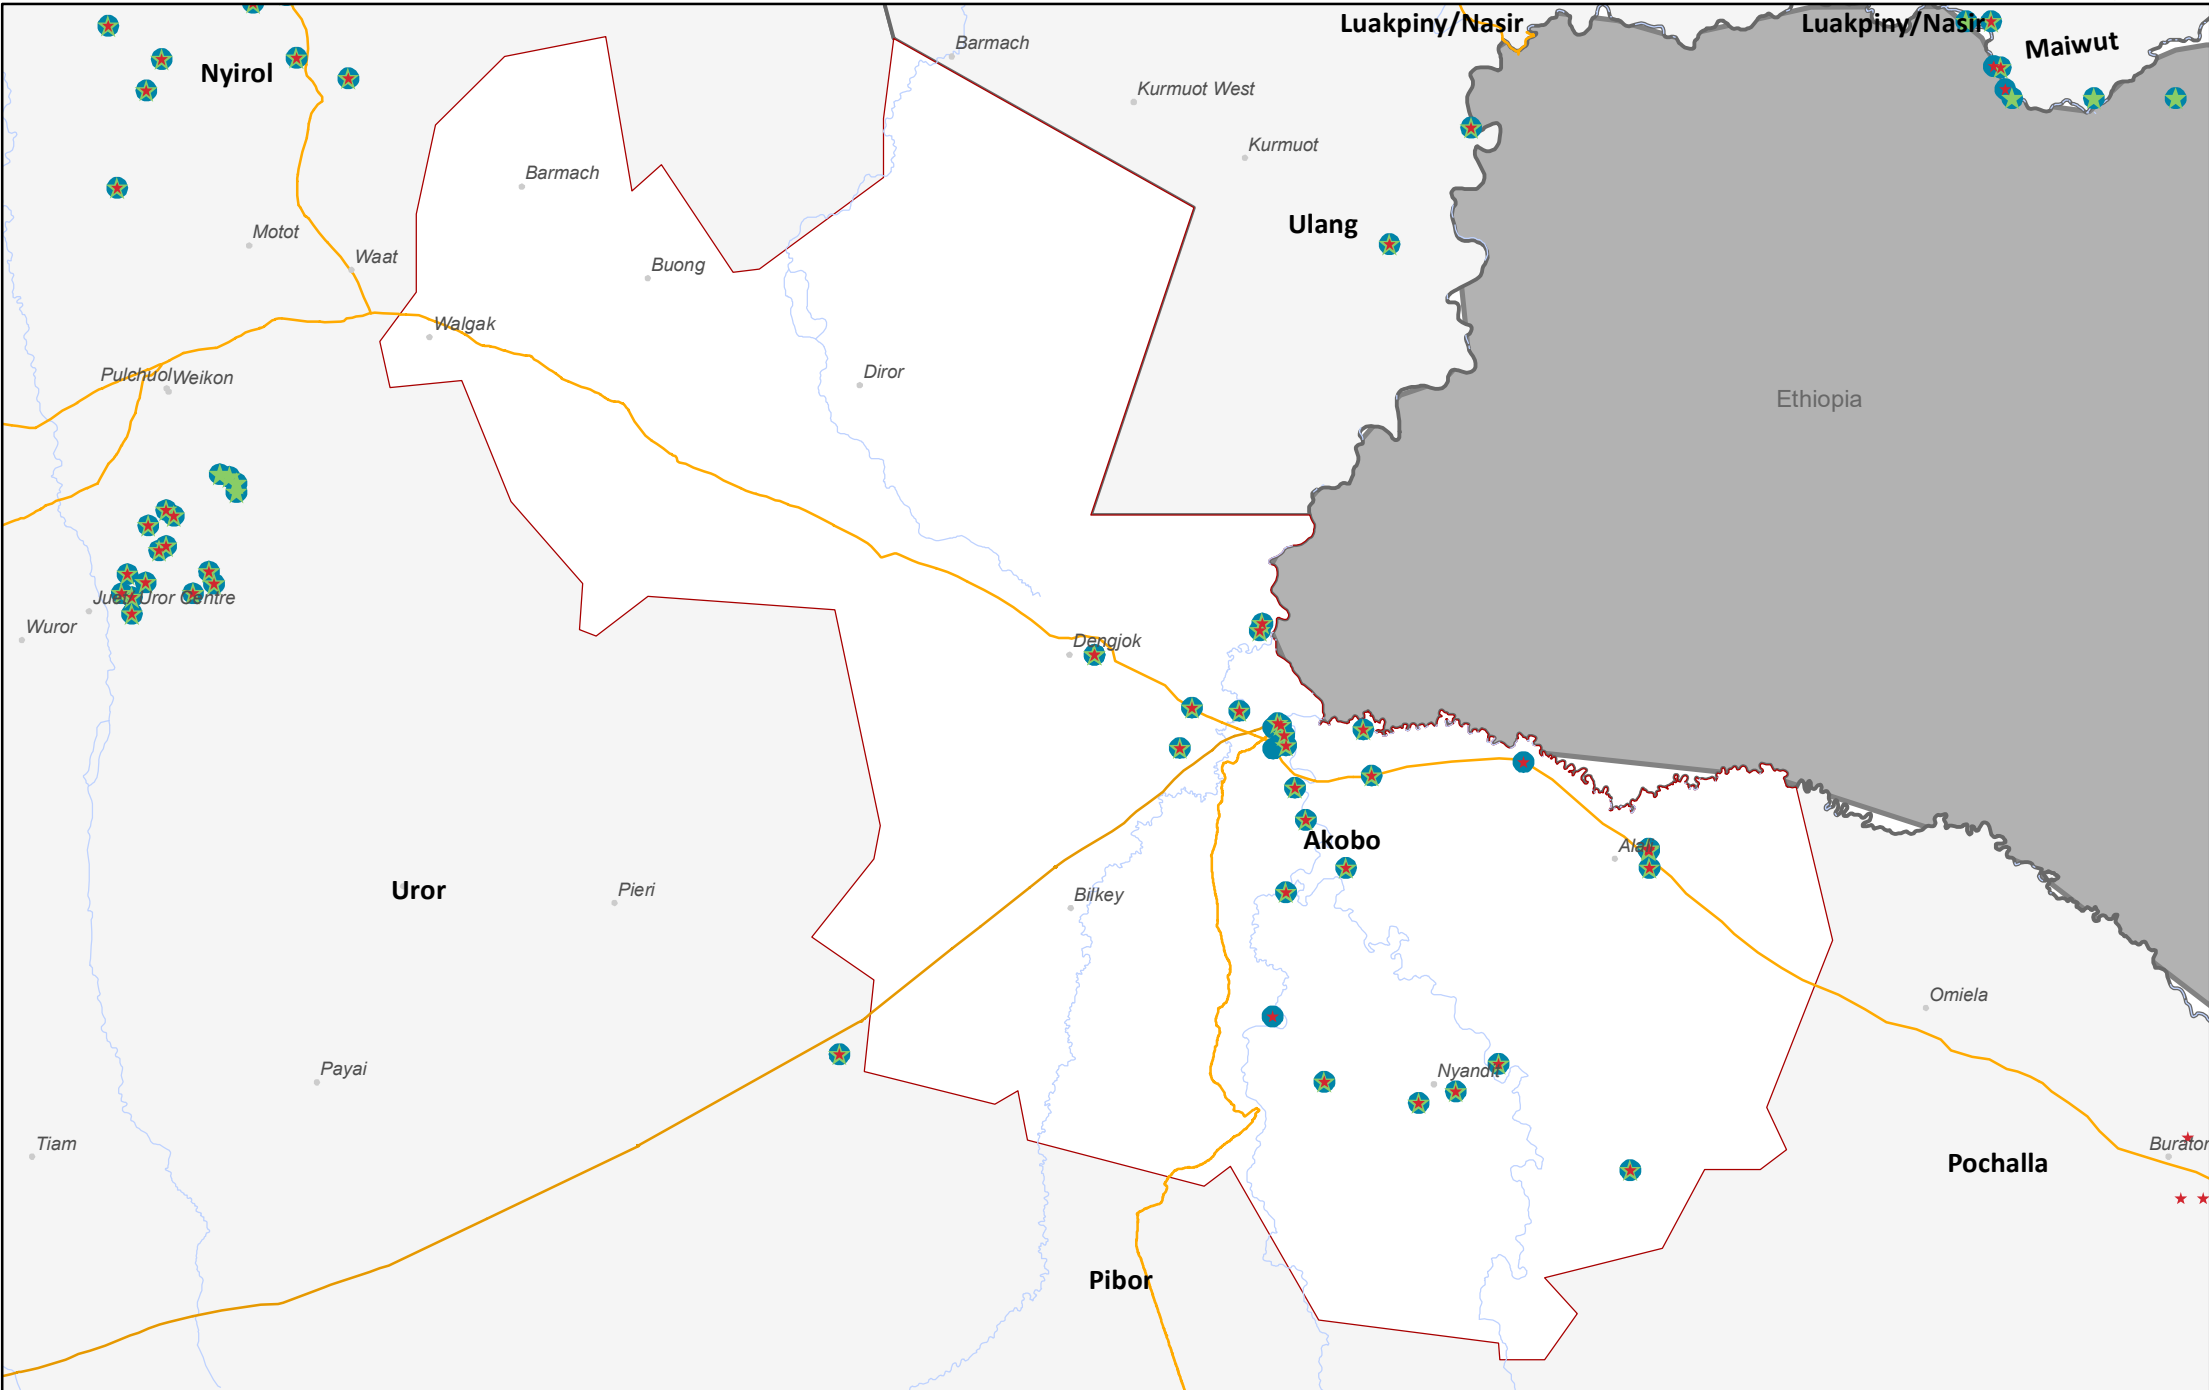 Luakpiny/Nasir
Luakpiny/Nasir
Maiwut
Barmach
Nyirol
Kurmuot West
Kurmuot
Barmach
Ulang
Motot
Waat
Buong
Walgak
Pulchuol
Weikon
Diror
Ethiopia
Uror Centre
Wuror
Dengjok
Akobo
Uror
Pieri
Bilkey
Omiela
Payai
Nyandit
Tiam
Buraton
Pochalla
Pibor